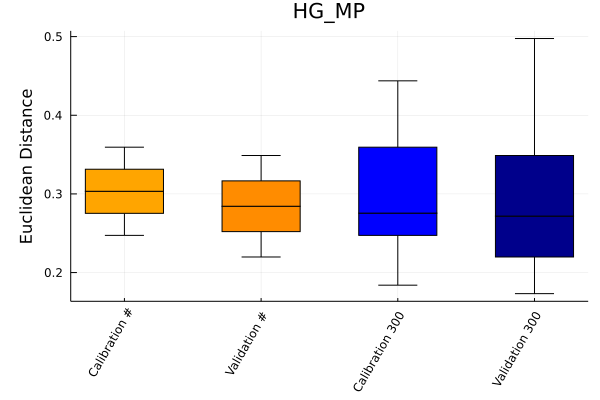 HG_MP
Euclidean Distance
0.5
0.4
0.3
0.2
Calibration #
Validation #
Calibration 300
Validation 300